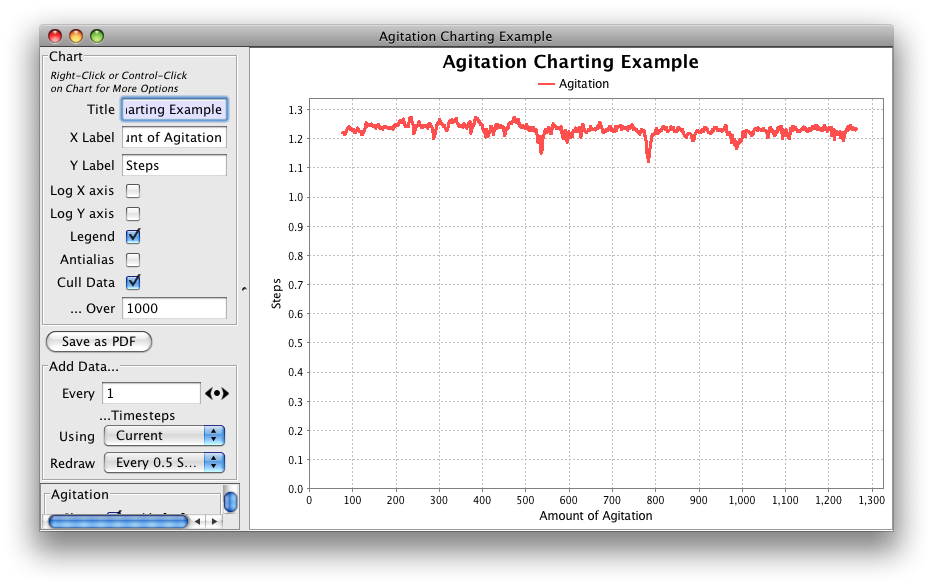 Agitation Charting Example
Chart
Right-Click or Control-Click
on Chart for More Options
Title harting Example
X Label nt of Agitation
Y Label Steps
Log X axis
Log Y axis
Legend
Antialias
Cull Data
... Over 1000
Save as PDF
Add Data...
Every 1
...Timesteps
Using Current
Redraw Every 0.5 S...
Agitation
Agitation Charting Example
Agitation
1.3
1.2
1.1
1.0
0.9
0.8
0.7
0.6
0.5
0.4
0.3
0.2
0.1
0.0
Steps
0 100 200 300 400 500 600 700 800 900 1,000 1,100 1,200 1,300
Amount of Agitation